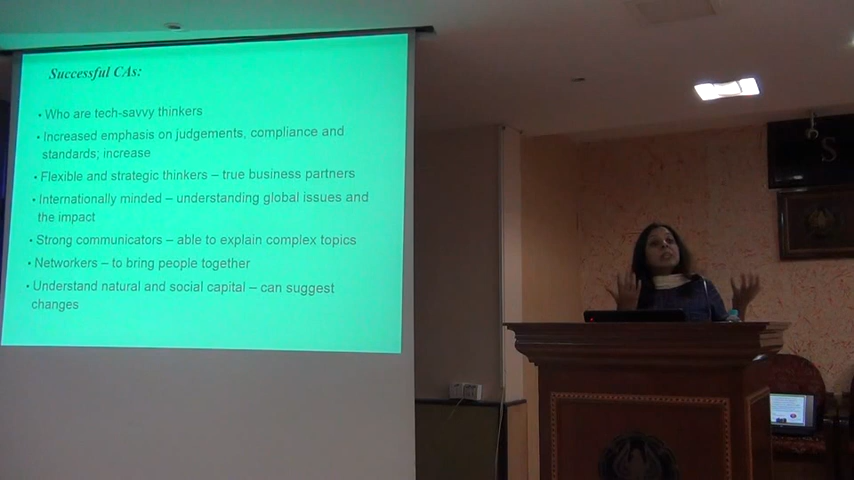 Successful CAs:
• Who are tech-savvy thinkers
• Increased emphasis on judgements, compliance and
standards; increase
• Flexible and strategic thinkers – true business partners
• Internationally minded – understanding global issues and
the impact
• Strong communicators – able to explain complex topics
• Networkers – to bring people together
• Understand natural and social capital – can suggest
changes
S